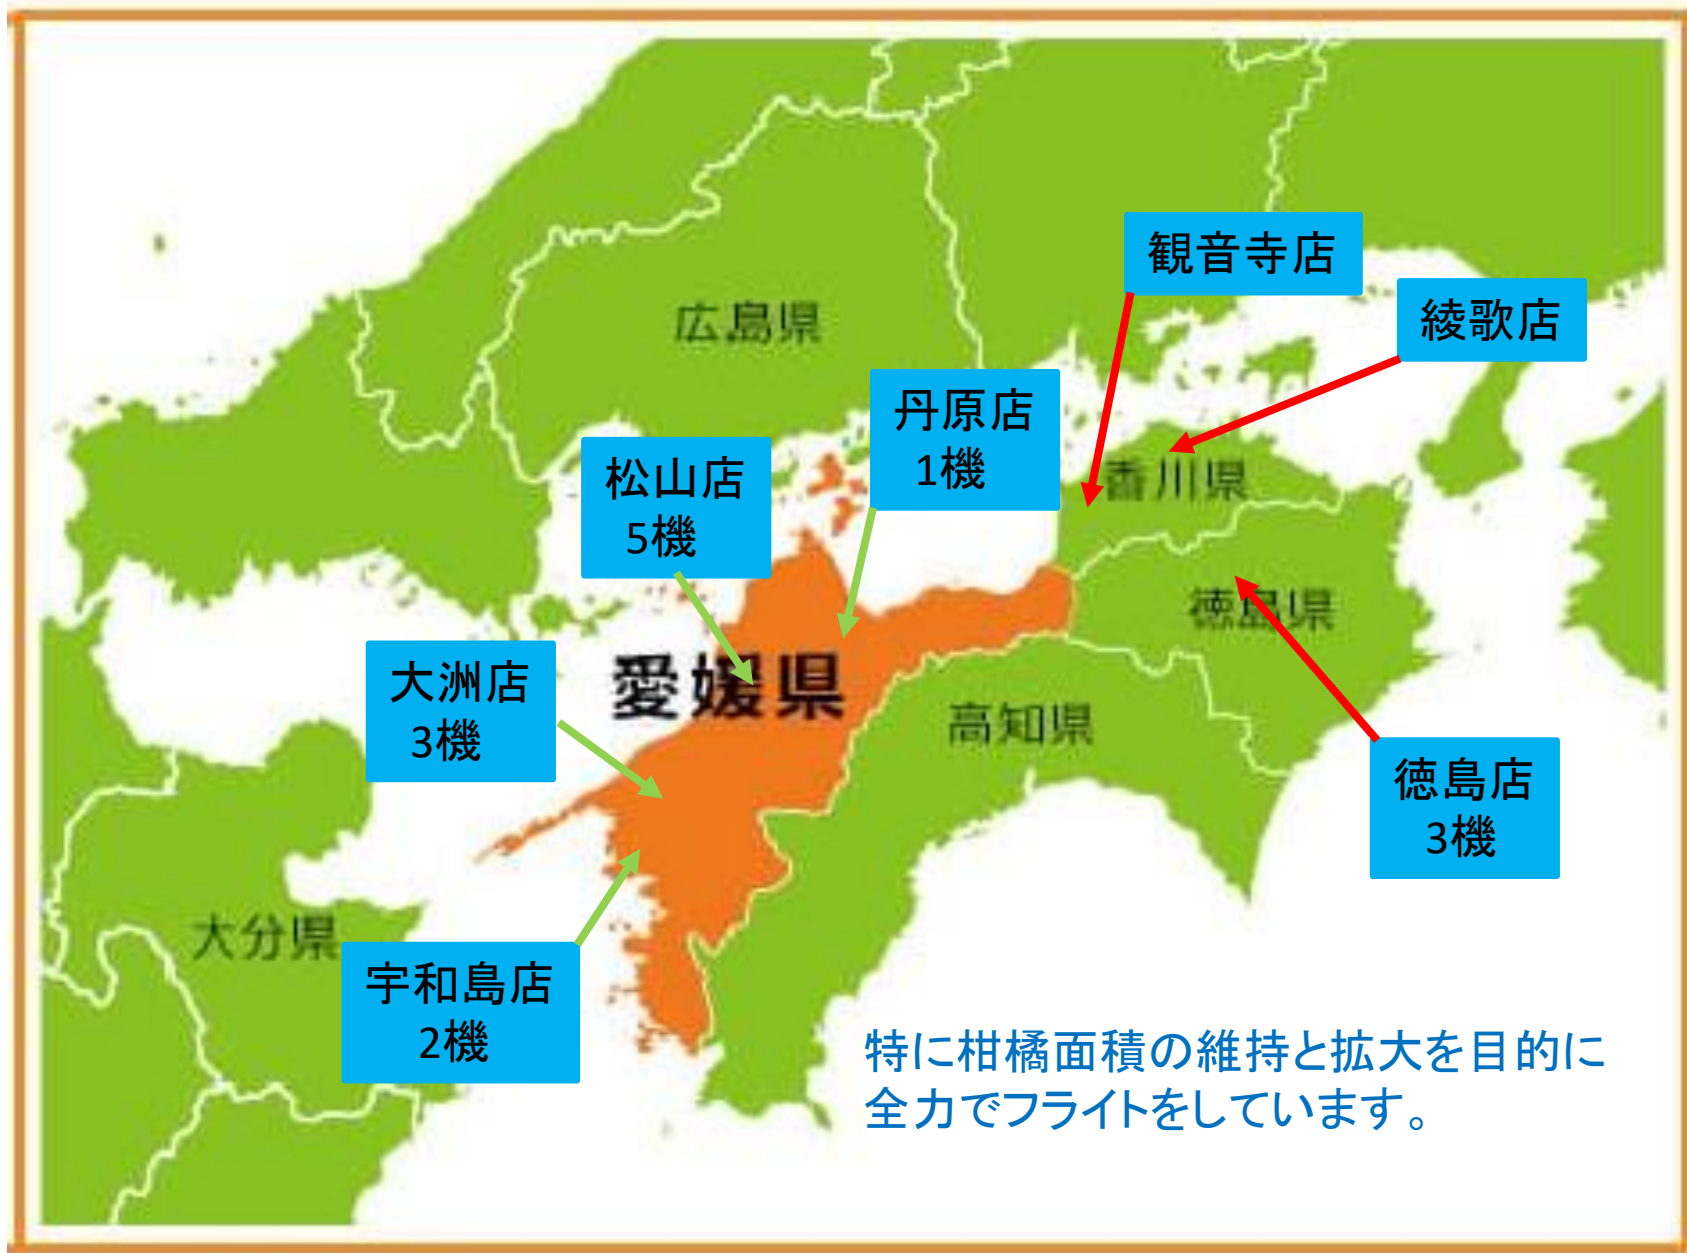 観音寺店
綾歌店
広島県
丹原店
1機
松山店
5機
香川県
徳島県
大洲店
3機
愛媛県
高知県
徳島店
3機
大分県
宇和島店
2機
特に柑橘面積の維持と拡大を目的に
全力でフライトをしています。